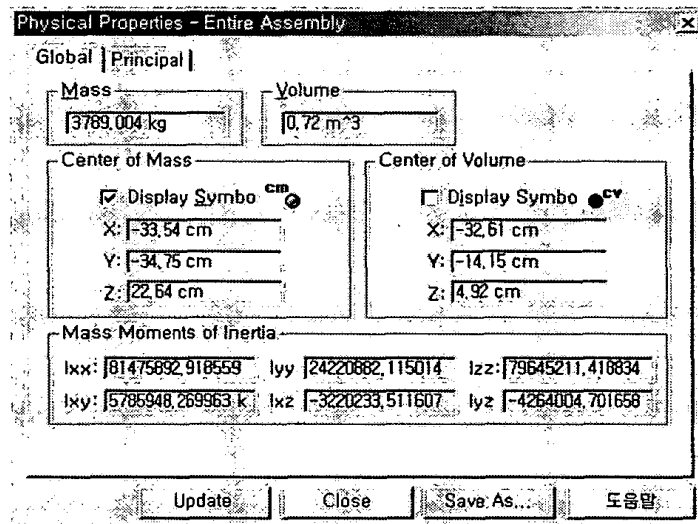 Physical Properties - Entire Assembly
Global Principal
Mass
3789,004 kg
Volume
0,72 m^3
Center of Mass
Display Symbo cm
X: -33,54 cm
Y: -34,75 cm
Z: 22,64 cm
Center of Volume
Display Symbo cv
X: -32,61 cm
Y: -14,15 cm
Z: 4,92 cm
Mass Moments of Inertia
Ixx: 81475892,918559 Iyy 24220882,115014 Izz: 79645211,418834
Ixy: 5785948,269963 k Ixz -3220233,511607 Iyz -4264004,701658
Update Close Save As... 도움말